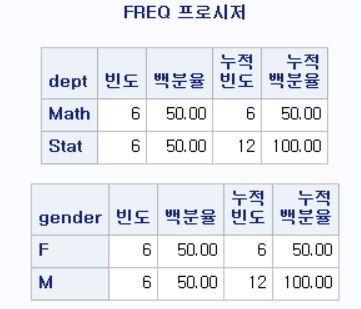 FREQ 프로시저
dept 빈도 백분율 누적 빈도 누적 백분율
Math 6 50.00 6 50.00
Stat 6 50.00 12 100.00
gender 빈도 백분율 누적 빈도 누적 백분율
F 6 50.00 6 50.00
M 6 50.00 12 100.00